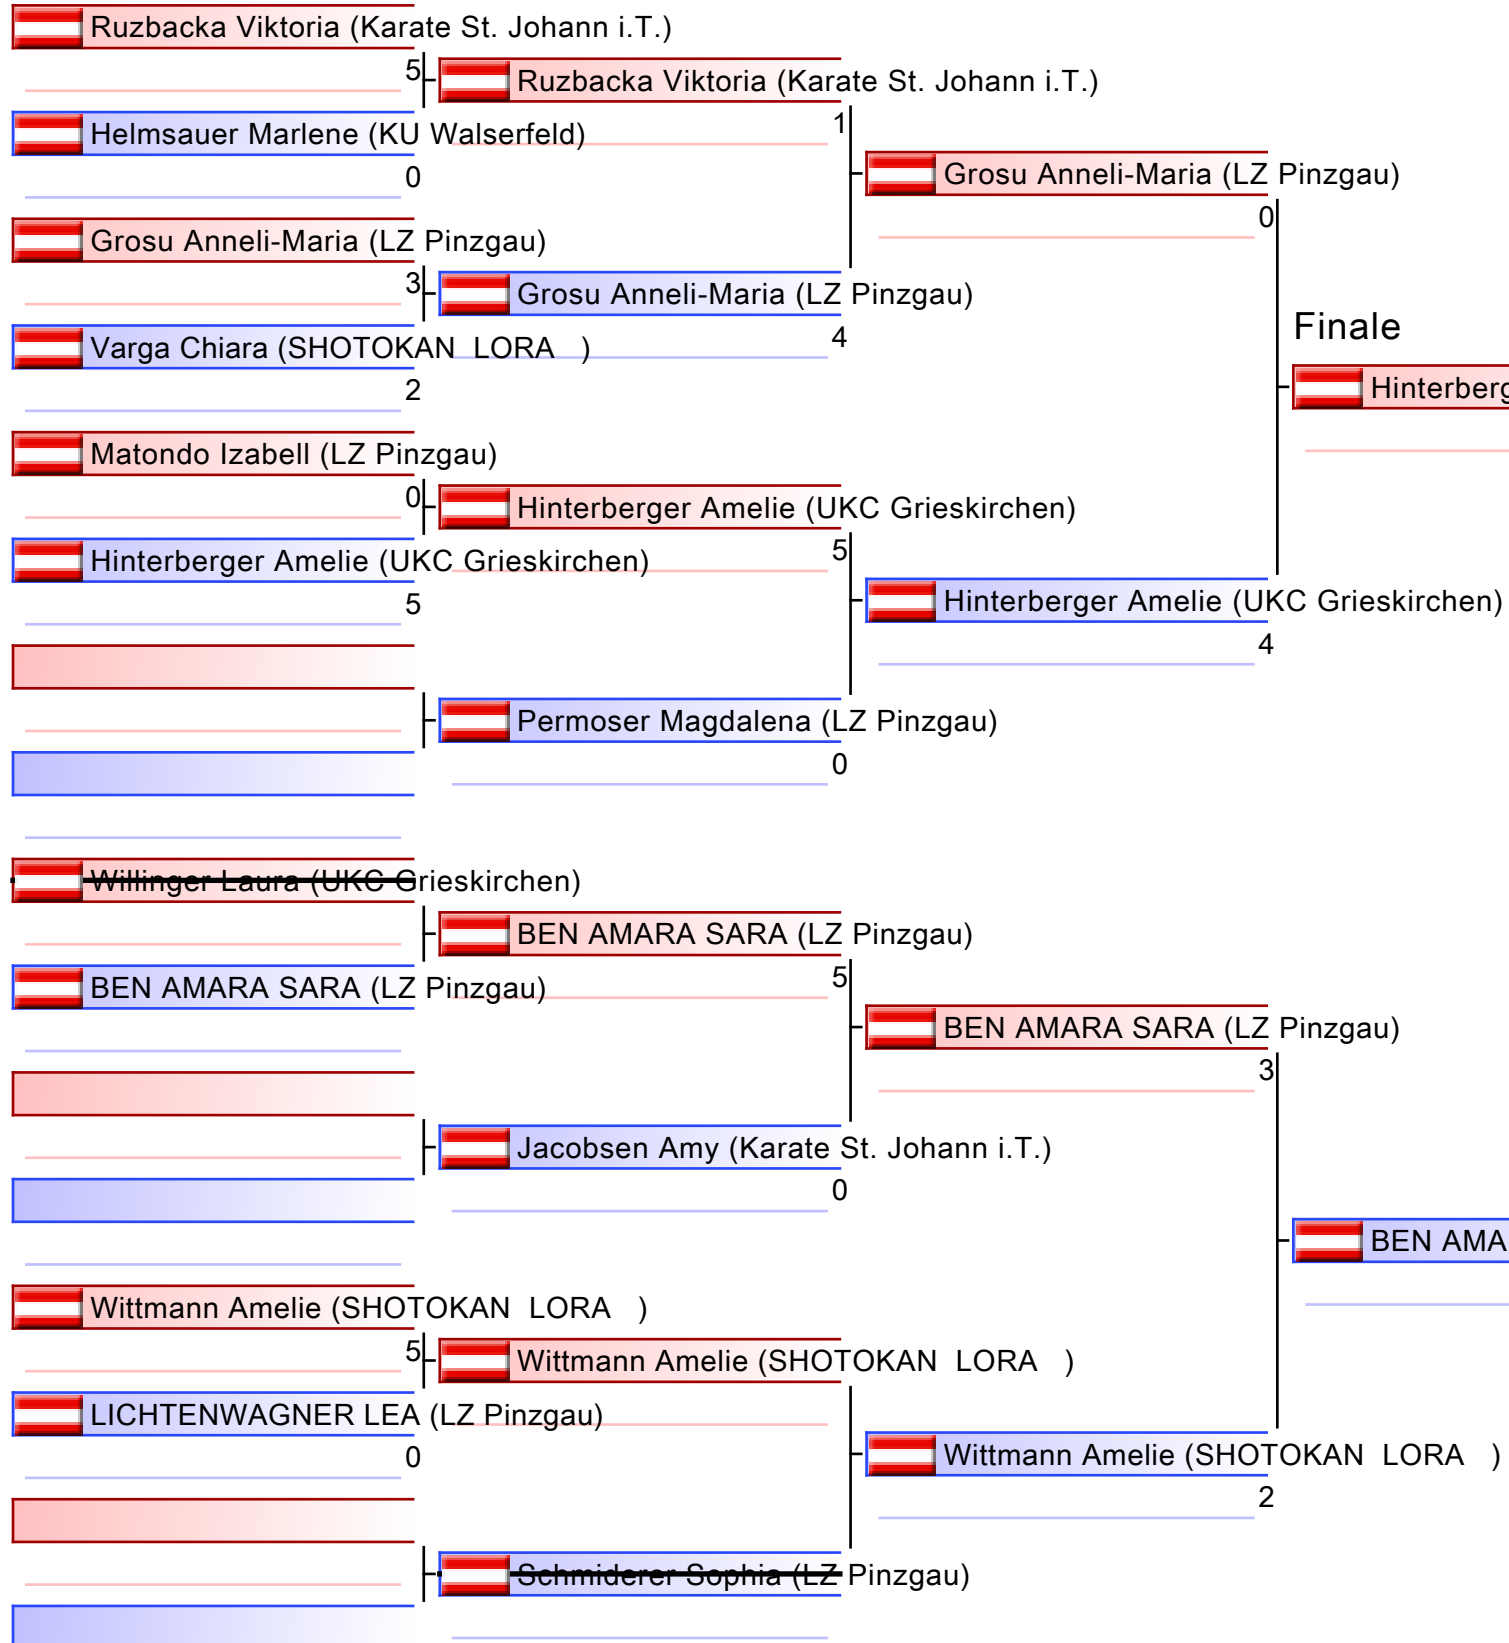 Ruzbacka Viktoria (Karate St. Johann i.T.)
5
Ruzbacka Viktoria (Karate St. Johann i.T.)
Helmsauer Marlene (KU Walserfeld)
1
0
Grosu Anneli-Maria (LZ Pinzgau)
0
Grosu Anneli-Maria (LZ Pinzgau)
3
Grosu Anneli-Maria (LZ Pinzgau)
Varga Chiara (SHOTOKAN LORA )
4
2
Finale
Hinterberg
Matondo Izabell (LZ Pinzgau)
0
Hinterberger Amelie (UKC Grieskirchen)
Hinterberger Amelie (UKC Grieskirchen)
5
5
Hinterberger Amelie (UKC Grieskirchen)
4
Permoser Magdalena (LZ Pinzgau)
0
Willinger Laura (UKC Grieskirchen)
BEN AMARA SARA (LZ Pinzgau)
BEN AMARA SARA (LZ Pinzgau)
5
BEN AMARA SARA (LZ Pinzgau)
3
Jacobsen Amy (Karate St. Johann i.T.)
0
BEN AMA
Wittmann Amelie (SHOTOKAN LORA )
5
Wittmann Amelie (SHOTOKAN LORA )
LICHTENWAGNER LEA (LZ Pinzgau)
0
Wittmann Amelie (SHOTOKAN LORA )
2
Schmiderer Sophia (LZ Pinzgau)